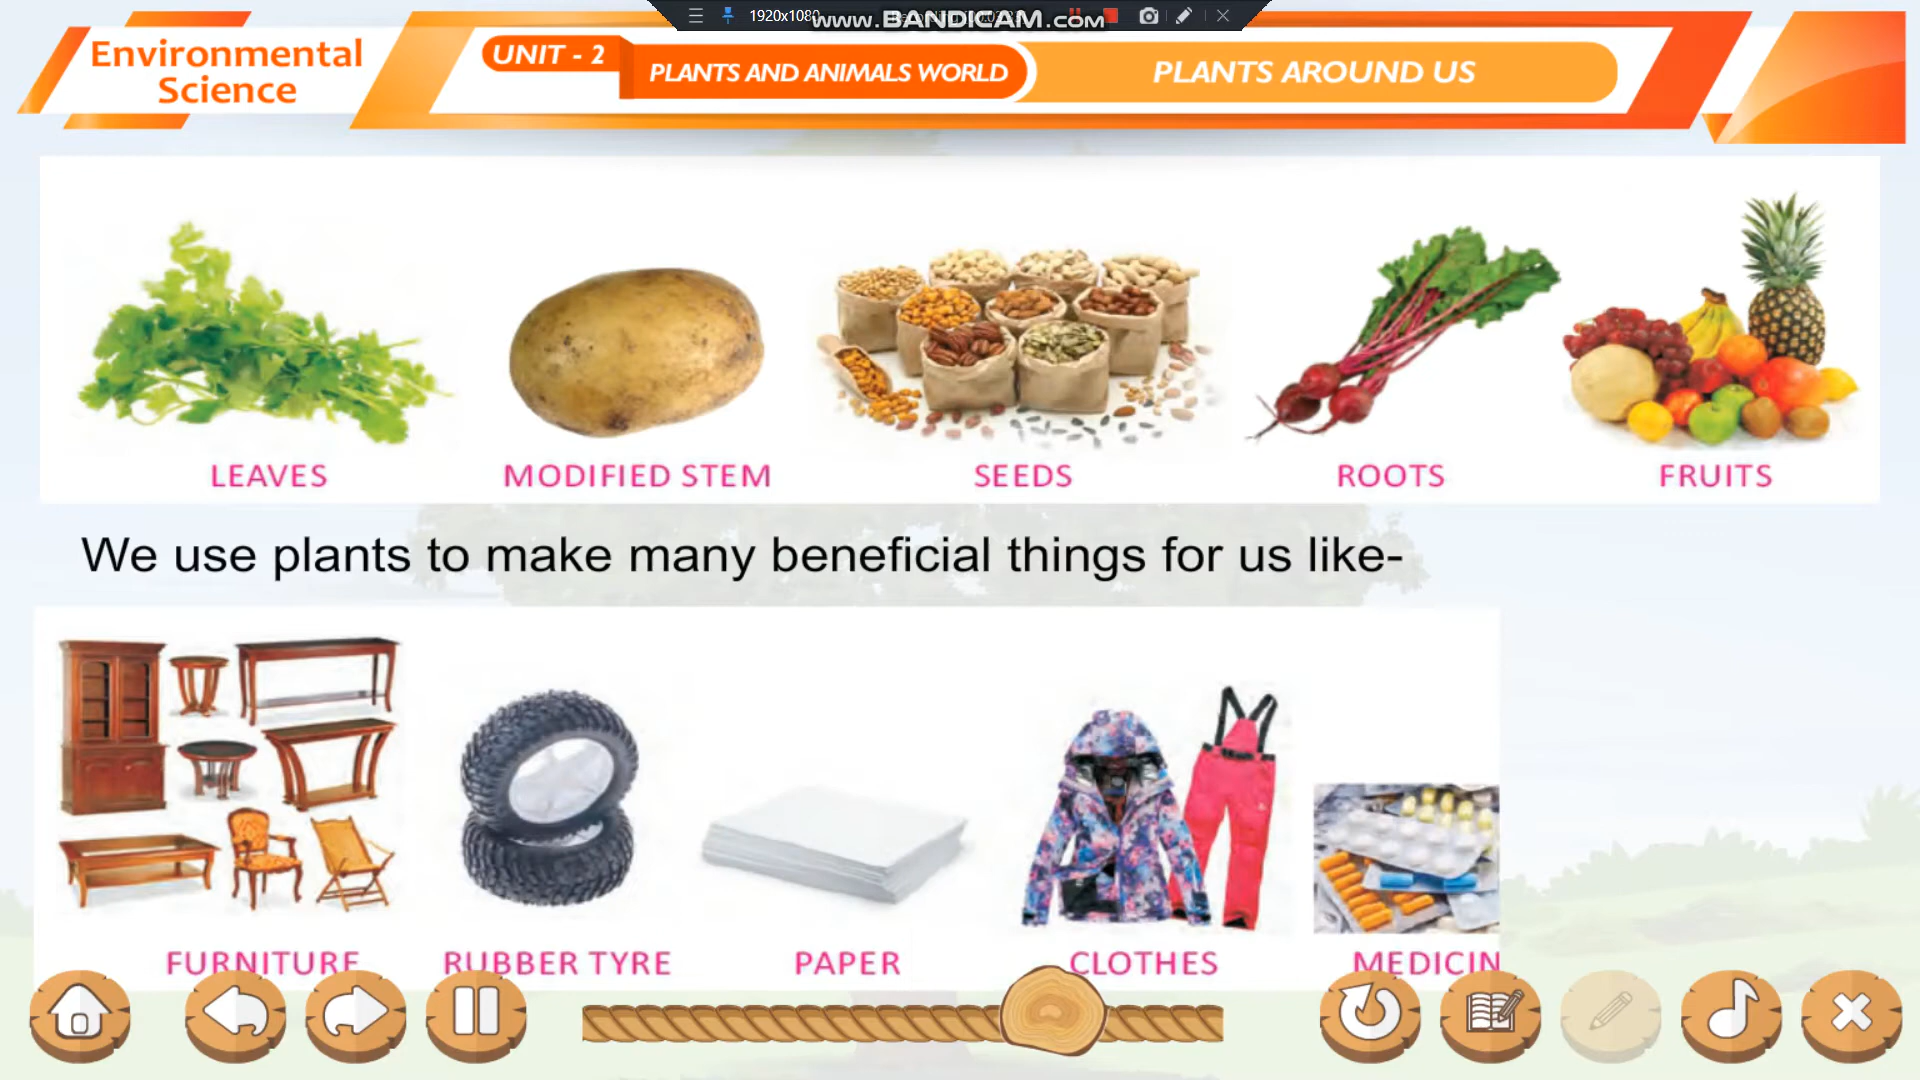 1920x1080
www.BANDICAM.com
Environmental
Science
UNIT - 2
PLANTS AND ANIMALS WORLD
PLANTS AROUND US
LEAVES
MODIFIED STEM
SEEDS
ROOTS
FRUITS
We use plants to make many beneficial things for us like-
FURNITURE
RUBBER TYRE
PAPER
CLOTHES
MEDICIN